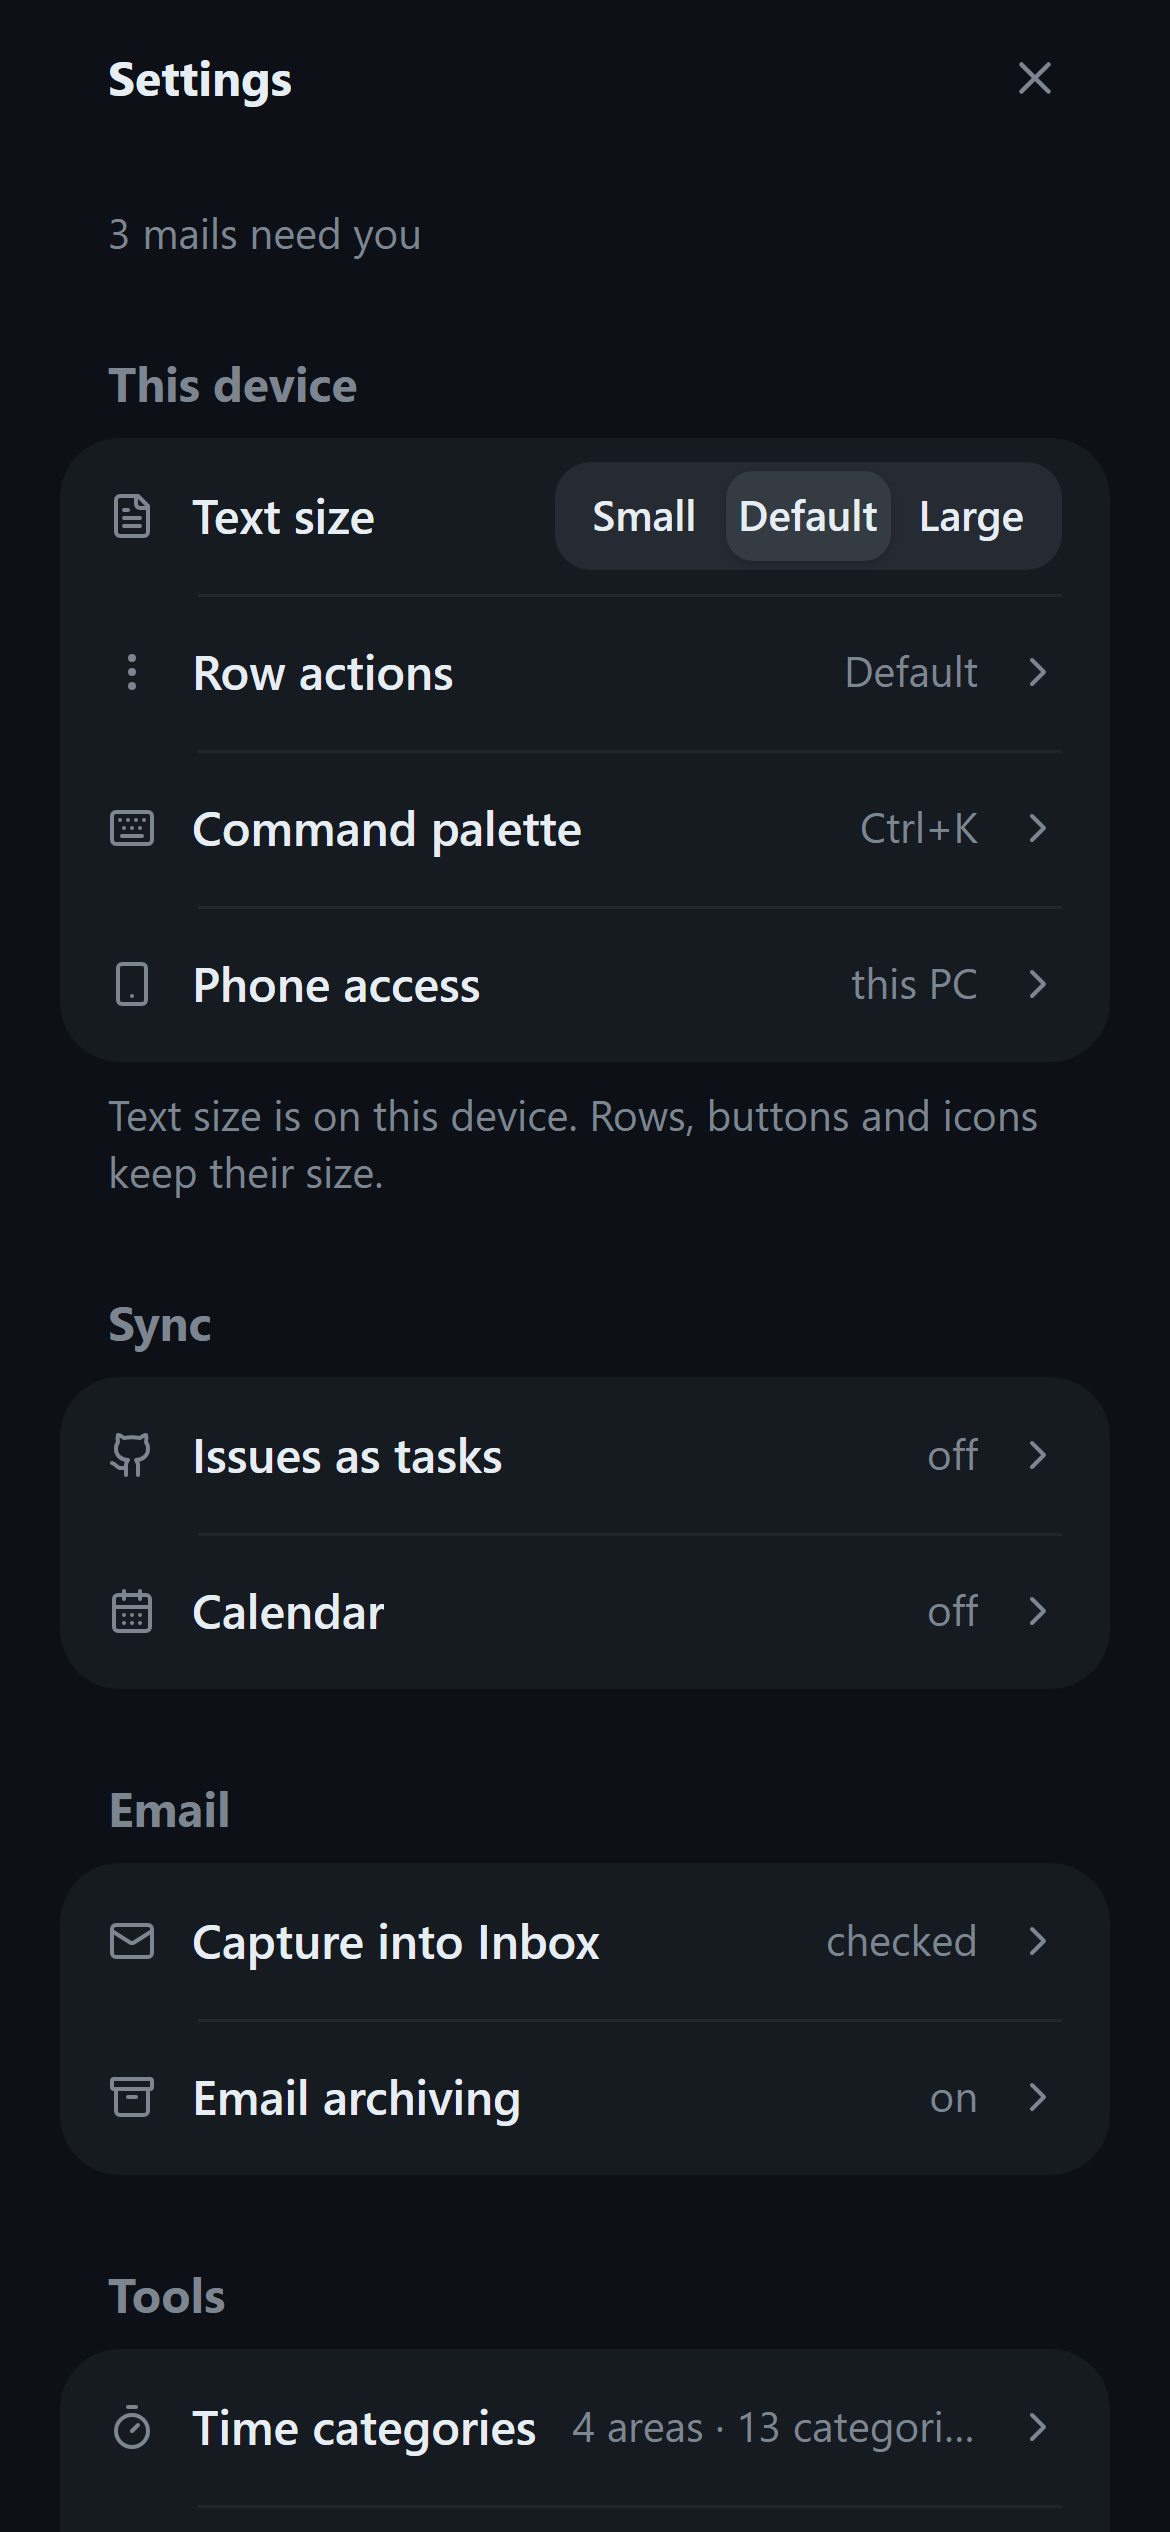 Settings
3 mails need you
This device
Text size Small Default Large
Row actions Default
Command palette Ctrl+K
Phone access this PC
Text size is on this device. Rows, buttons and icons
keep their size.
Sync
Issues as tasks off
Calendar off
Email
Capture into Inbox checked
Email archiving on
Tools
Time categories 4 areas · 13 categori...